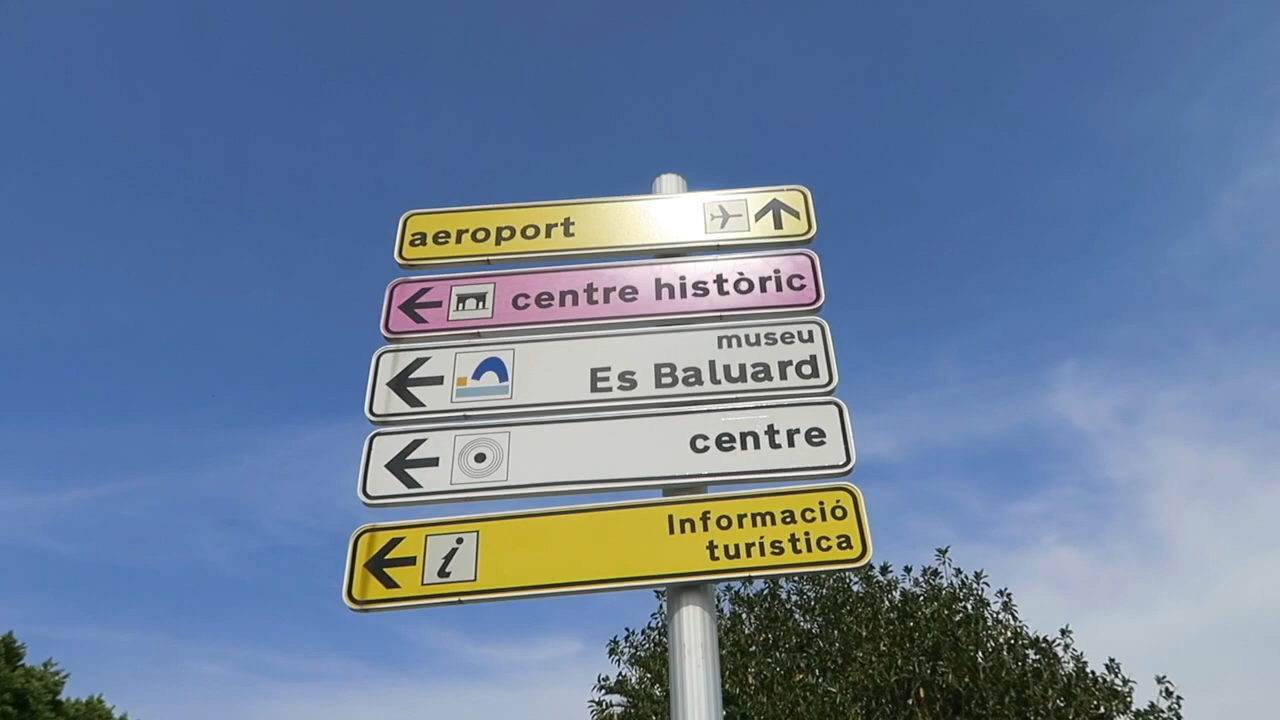 aeroport
centre històric
museu
Es Baluard
centre
i Informació
turística